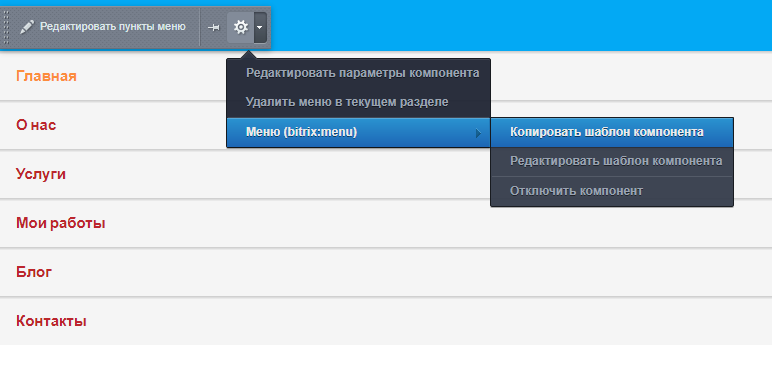 Редактировать пункты меню
Главная
Редактировать параметры компонента
Удалить меню в текущем разделе
О нас
Меню (bitrix:menu)
Копировать шаблон компонента
Редактировать шаблон компонента
Услуги
Отключить компонент
Мои работы
Блог
Контакты